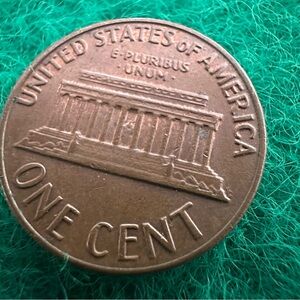 UNITED STATES OF AMERICA
E·PLURIBUS
·UNUM·
ONE CENT